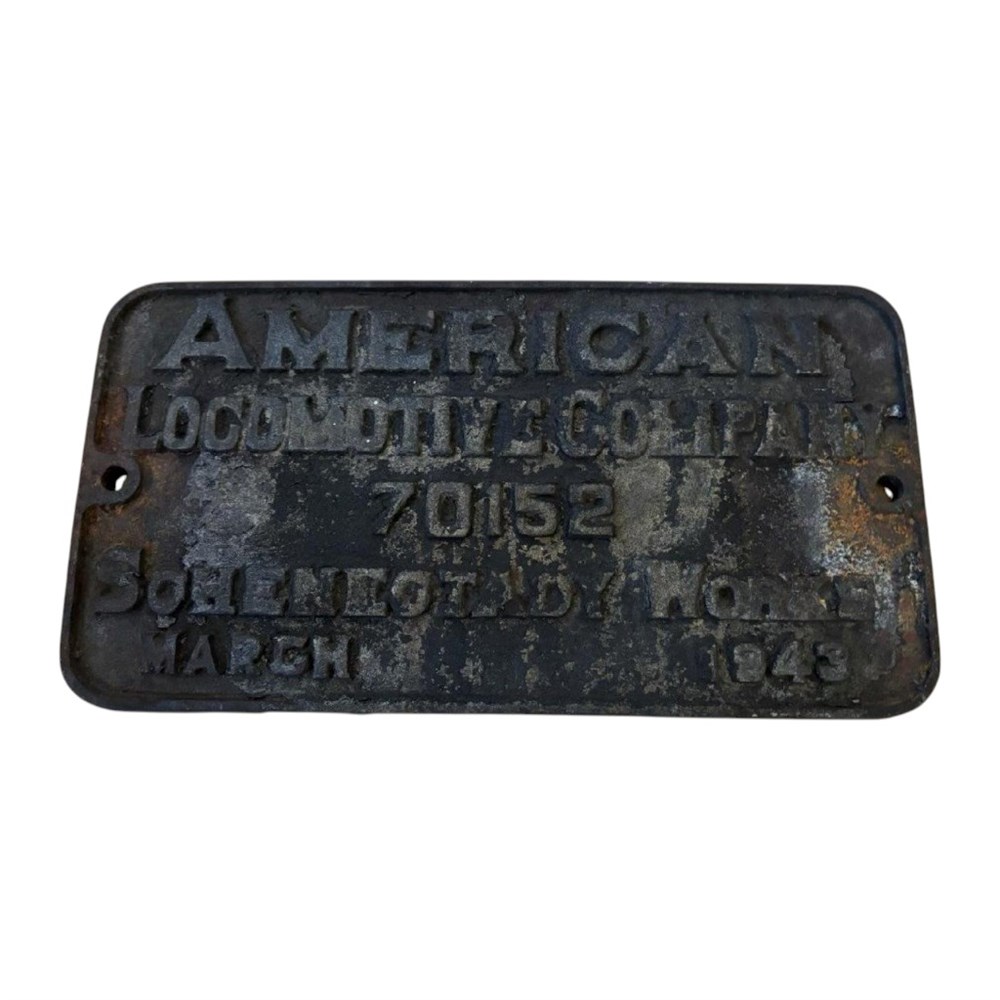 AMERICAN
LOCOMOTIVE COMPANY
70152
SCHENECTADY WORKS
MARCH 1943